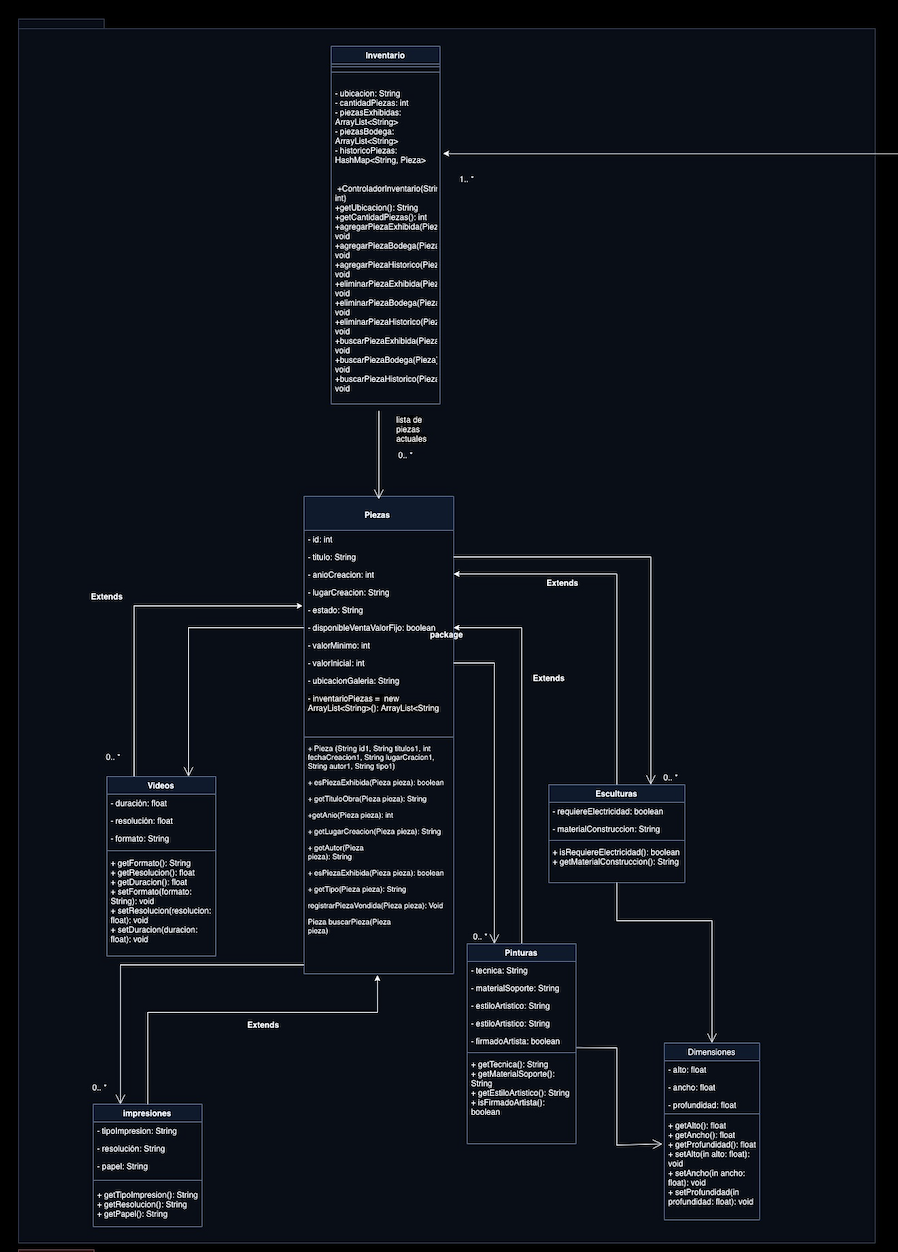 Inventario
- ubicacion: String
- cantidadPiezas: int
- piezasExhibidas:
ArrayList<String>
- piezasBodega:
ArrayList<String>
- historicoPiezas:
HashMap<String, Pieza>
+ControladorInventario(Strin
int)
+getUbicacion(): String
+getCantidadPiezas(): int
+agregarPiezaExhibida(Piez
void
+agregarPiezaBodega(Pieza
void
+agregarPiezaHistorico(Piez
void
+eliminarPiezaExhibida(Piez
void
+eliminarPiezaBodega(Pieza
void
+eliminarPiezaHistorico(Piez
void
+buscarPiezaExhibida(Pieza
void
+buscarPiezaBodega(Pieza)
void
+buscarPiezaHistorico(Pieza
void
1.. *
lista de
piezas
actuales
0.. *
Piezas
- id: int
- titulo: String
- anioCreacion: int
- lugarCreacion: String
- estado: String
- disponibleVentaValorFijo: boolean
- valorMinimo: int
- valorInicial: int
- ubicacionGaleria: String
- inventarioPiezas = new
ArrayList<String>(): ArrayList<String
+ Pieza (String id1, String titulos1, int
fechaCreacion1, String lugarCracion1,
String autor1, String tipo1)
+ esPiezaExhibida(Pieza pieza): boolean
+ getTituloObra(Pieza pieza): String
+getAnio(Pieza pieza): int
+ getLugarCreacion(Pieza pieza): String
+ getAutor(Pieza
pieza): String
+ esPiezaExhibida(Pieza pieza): boolean
+ getTipo(Pieza pieza): String
registrarPiezaVendida(Pieza pieza): Void
Pieza buscarPieza(Pieza
pieza)
package
Extends
Extends
Extends
Extends
0.. *
Videos
- duración: float
- resolución: float
- formato: String
+ getFormato(): String
+ getResolucion(): float
+ getDuracion(): float
+ setFormato(formato:
String): void
+ setResolucion(resolucion:
float): void
+ setDuracion(duracion:
float): void
0.. *
Esculturas
- requiereElectricidad: boolean
- materialConstruccion: String
+ isRequiereElectricidad(): boolean
+ getMaterialConstruccion(): String
0.. *
Pinturas
- tecnica: String
- materialSoporte: String
- estiloArtistico: String
- estiloArtistico: String
- firmadoArtista: boolean
+ getTecnica(): String
+ getMaterialSoporte():
String
+ getEstiloArtistico(): String
+ isFirmadoArtista():
boolean
Dimensiones
- alto: float
- ancho: float
- profundidad: float
+ getAlto(): float
+ getAncho(): float
+ getProfundidad(): float
+ setAlto(in alto: float):
void
+ setAncho(in ancho:
float): void
+ setProfundidad(in
profundidad: float): void
0.. *
impresiones
- tipoImpresion: String
- resolución: String
- papel: String
+ getTipoImpresion(): String
+ getResolucion(): String
+ getPapel(): String